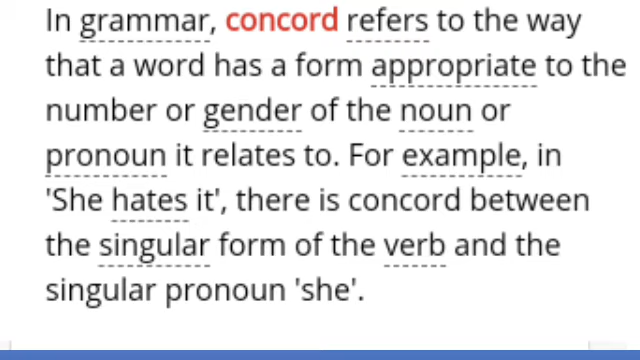 In grammar, concord refers to the way
that a word has a form appropriate to the
number or gender of the noun or
pronoun it relates to. For example, in
'She hates it', there is concord between
the singular form of the verb and the
singular pronoun 'she'.